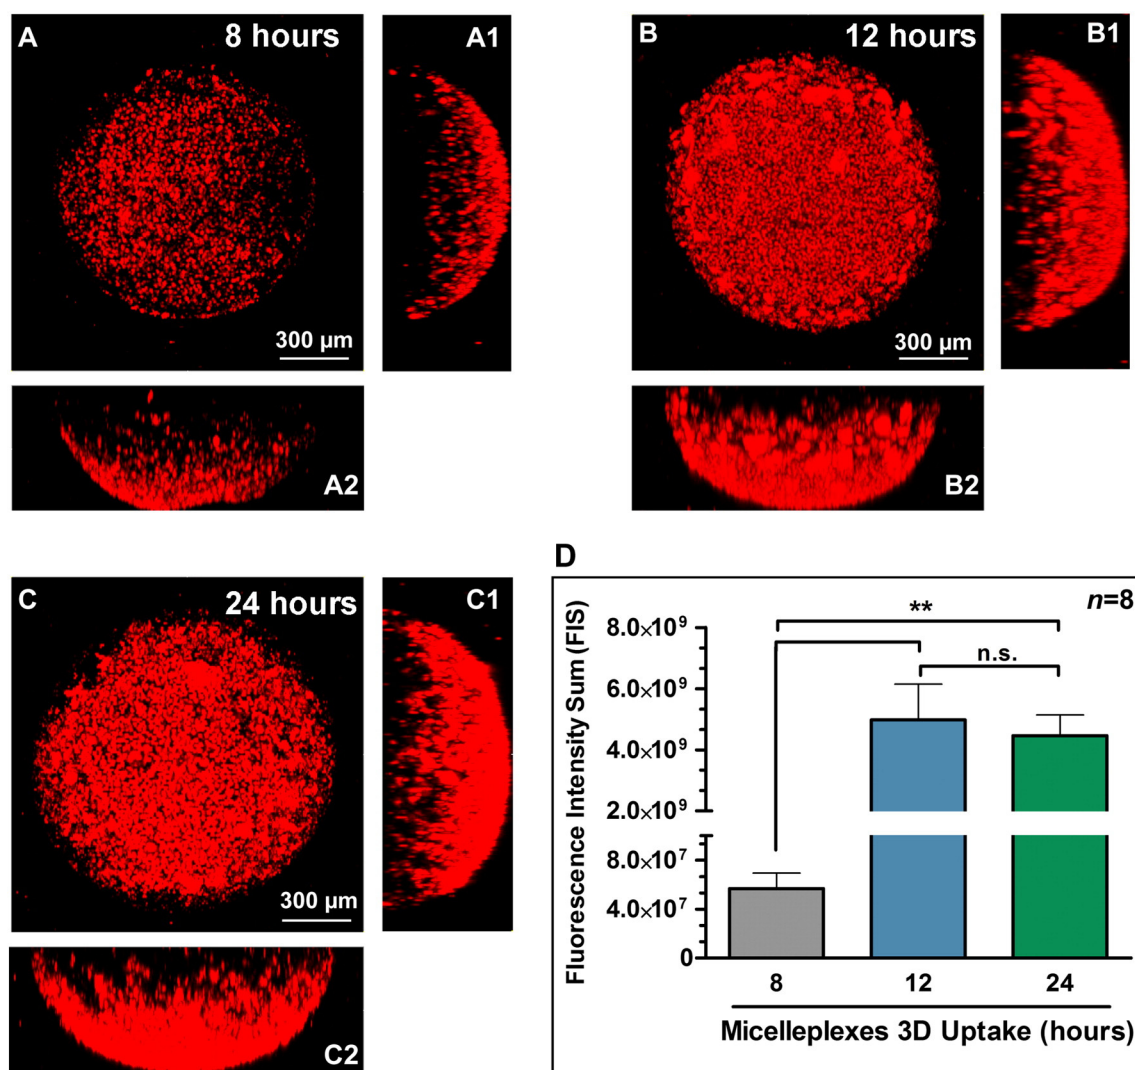 A
8 hours
A1
300 µm
A2
B
12 hours
B1
300 µm
B2
C
24 hours
C1
300 µm
C2
D
n=8
Fluorescence Intensity Sum (FIS)
8.0×10⁹
6.0×10⁹
4.0×10⁹
2.0×10⁹
8.0×10⁷
4.0×10⁷
0
**
n.s.
8 12 24
Micelleplexes 3D Uptake (hours)